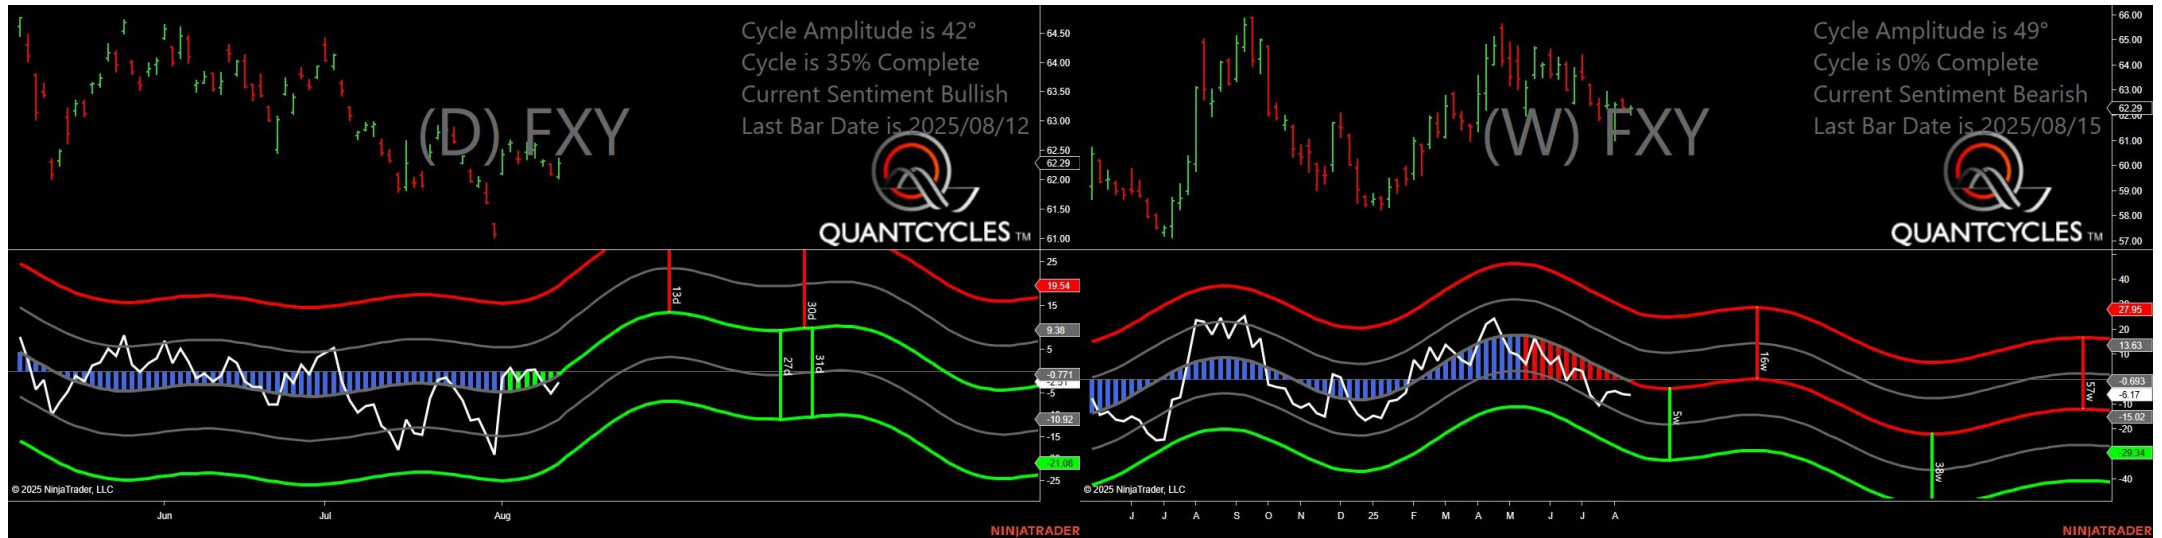 Cycle Amplitude is 42°
Cycle is 35% Complete
Current Sentiment Bullish
Last Bar Date is 2025/08/12
(D) FXY
QUANTCYCLES TM
64.50
64.00
63.50
63.00
62.50
62.29
62.00
61.50
61.00
25
19.54
15
9.38
5
-0.771
-2.51
-5
-10.92
-15
-21.08
-25
13d
30d
27d
31d
© 2025 NinjaTrader, LLC
Jun
Jul
Aug
NINJATRADER
Cycle Amplitude is 49°
Cycle is 0% Complete
Current Sentiment Bearish
Last Bar Date is 2025/08/15
(W) FXY
QUANTCYCLES TM
66.00
65.00
64.00
63.00
62.29
62.00
61.00
60.00
59.00
58.00
57.00
40
27.95
20
13.63
10
-0.693
-6.17
-10
-15.02
-20
-29.34
-40
5w
16w
38w
57w
© 2025 NinjaTrader, LLC
J J A S O N D 25 F M A M J J A
NINJATRADER